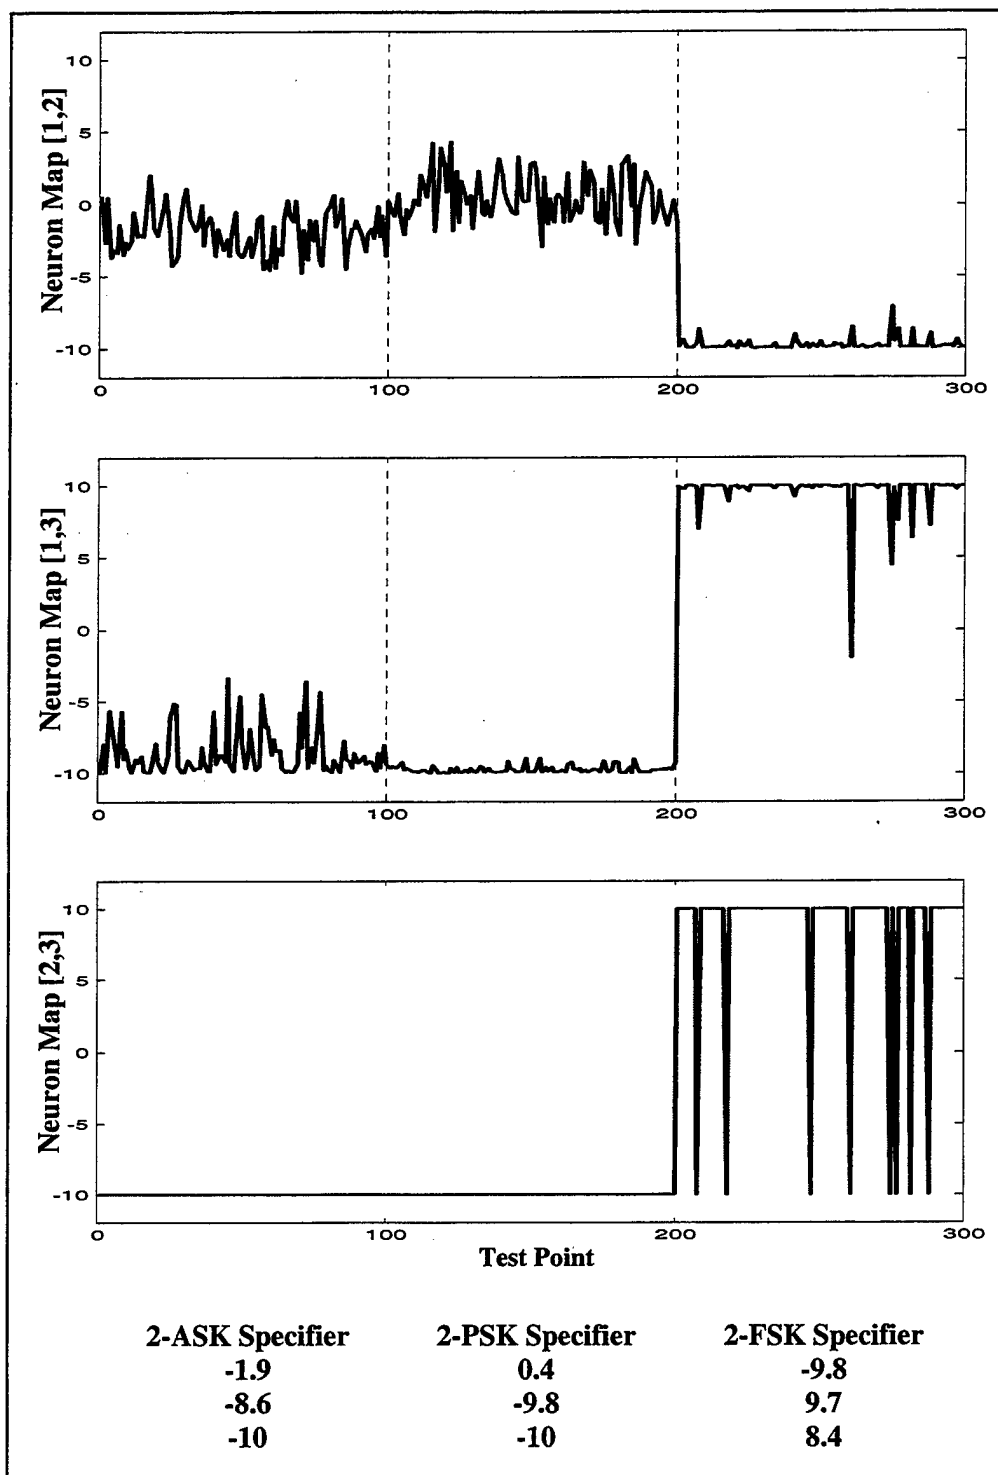 Neuron Map [1,2]
10
5
0
-5
-10
0 100 200 300
Neuron Map [1,3]
10
5
0
-5
-10
0 100 200 300
Neuron Map [2,3]
10
5
0
-5
-10
0 100 200 300
Test Point
2-ASK Specifier 2-PSK Specifier 2-FSK Specifier
-1.9 0.4 -9.8
-8.6 -9.8 9.7
-10 -10 8.4